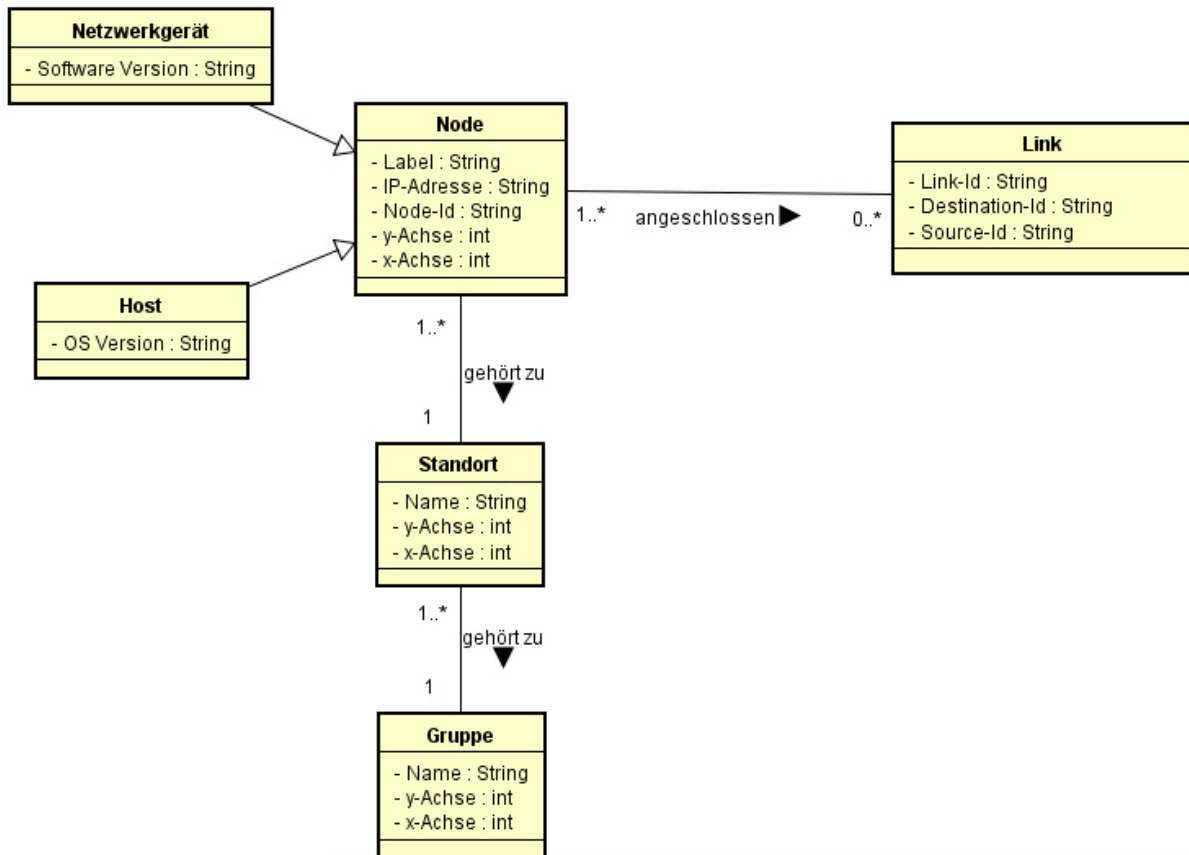 Netzwerkgerät
- Software Version : String
Node
- Label : String
- IP-Adresse : String
- Node-Id : String
- y-Achse : int
- x-Achse : int
Link
- Link-Id : String
- Destination-Id : String
- Source-Id : String
1..*
angeschlossen
0..*
Host
- OS Version : String
1..*
gehört zu
1
Standort
- Name : String
- y-Achse : int
- x-Achse : int
1..*
gehört zu
1
Gruppe
- Name : String
- y-Achse : int
- x-Achse : int